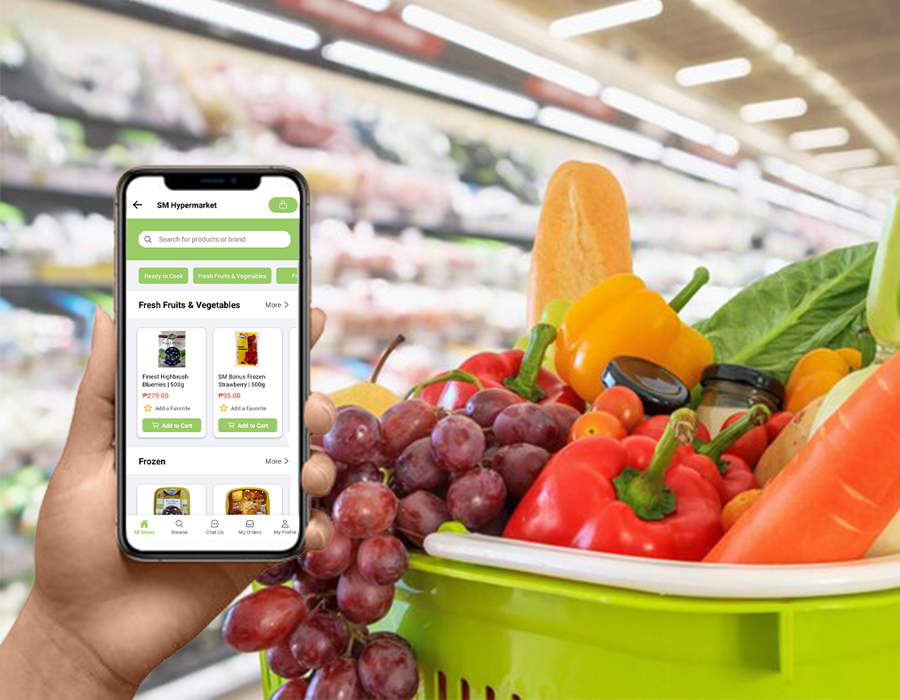 SM Hypermarket
Search for products or brand
Ready to Cook
Fresh Fruits & Vegetables
Fresh Fruits & Vegetables
More
Finest Highbrush
Bluerries | 500g
₱279.00
Add a Favorite
Add to Cart
SM Bonus Frozen
Strawberry | 500g
₱95.00
Add a Favorite
Add to Cart
Frozen
More
All Stores
Browse
Chat Us
My Orders
My Profile